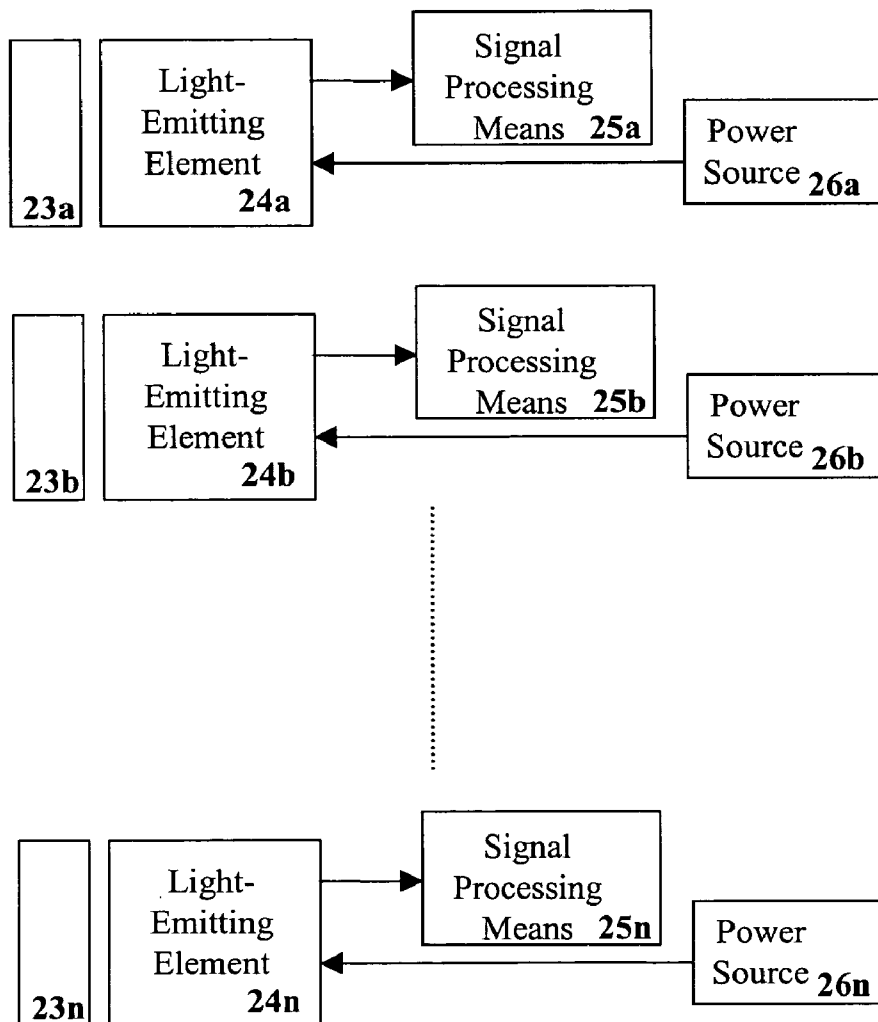 Light-
Emitting
Element
24a
23a
Signal
Processing
Means 25a
Power
Source 26a
Light-
Emitting
Element
24b
23b
Signal
Processing
Means 25b
Power
Source 26b
Light-
Emitting
Element
24n
23n
Signal
Processing
Means 25n
Power
Source 26n